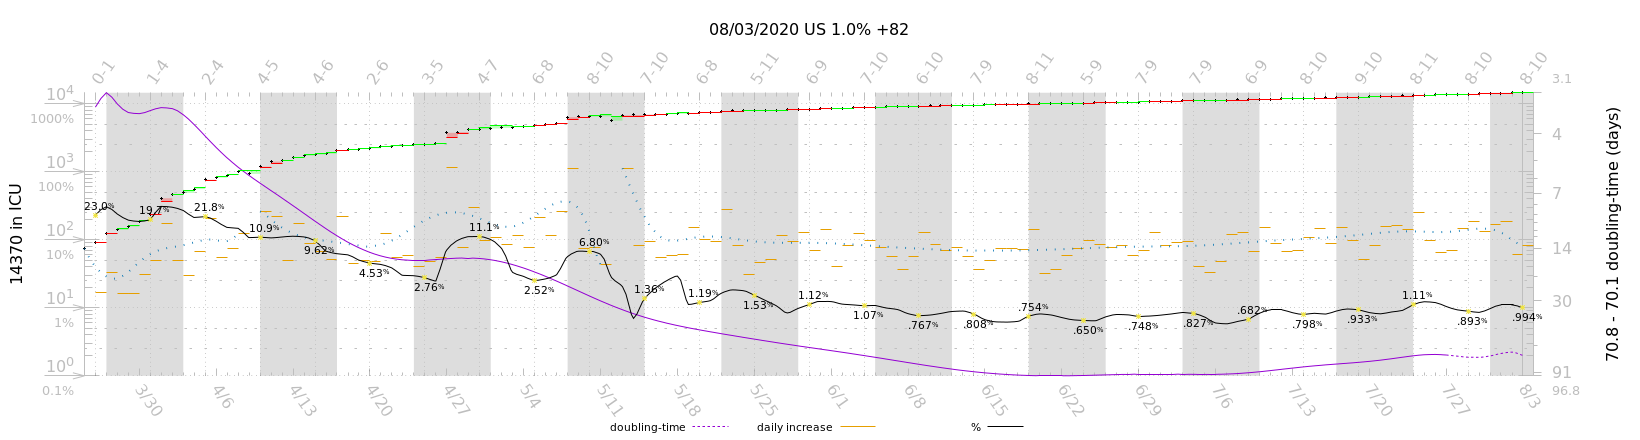 08/03/2020 US 1.0% +82
0-1 1-4 2-4 4-5 4-6 2-6 3-5 4-7 6-8 8-10 7-10 6-8 5-11 6-9 7-10 6-10 7-9 8-11 5-9 7-9 6-9 8-10 9-10 8-11 8-10 8-10
10⁴ 3.1
1000% 4
10³
100% 7
23.0% 19.7% 21.8% 10.9% 9.62% 4.53% 2.76% 11.1% 2.52% 6.80% 1.36% 1.19% 1.53% 1.12% 1.07% .767% .808% .754% .650% .748% .827% .682% .798% .933% 1.11% .893% .994%
10²
10% 14
10¹ 30
1%
10⁰ 91
0.1% 96.8
14370 in ICU
70.8 - 70.1 doubling-time (days)
3/30 4/6 4/13 4/20 4/27 5/4 5/11 5/18 5/25 6/1 6/8 6/15 6/22 6/29 7/6 7/13 7/20 7/27 8/3
doubling-time daily increase %